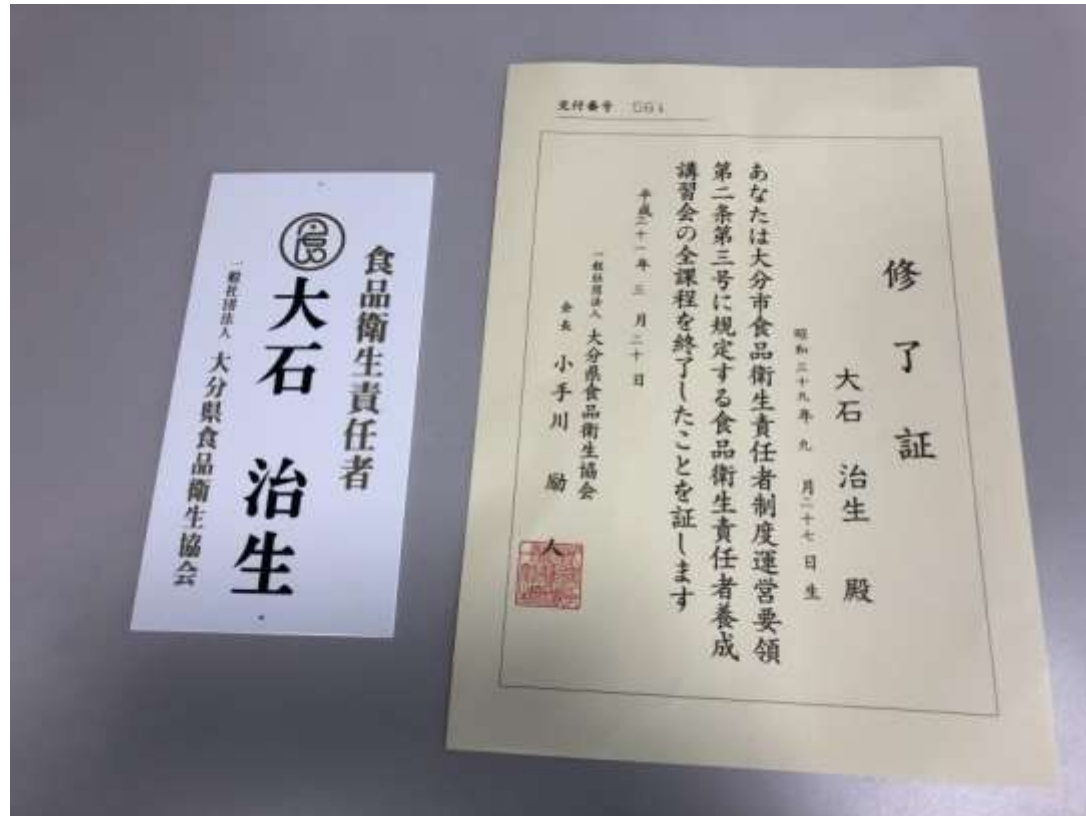 食品衛生責任者
食
大石 治生
一般社団法人 大分県食品衛生協会
交付番号 561
修了証
大石 治生 殿
昭和三十九年 九 月二十七日生
あなたは大分市食品衛生責任者制度運営要領
第二条第三号に規定する食品衛生責任者養成
講習会の全課程を終了したことを証します
平成二十一年 三 月 二十 日
一般社団法人 大分県食品衛生協会
会長 小手川 励 人